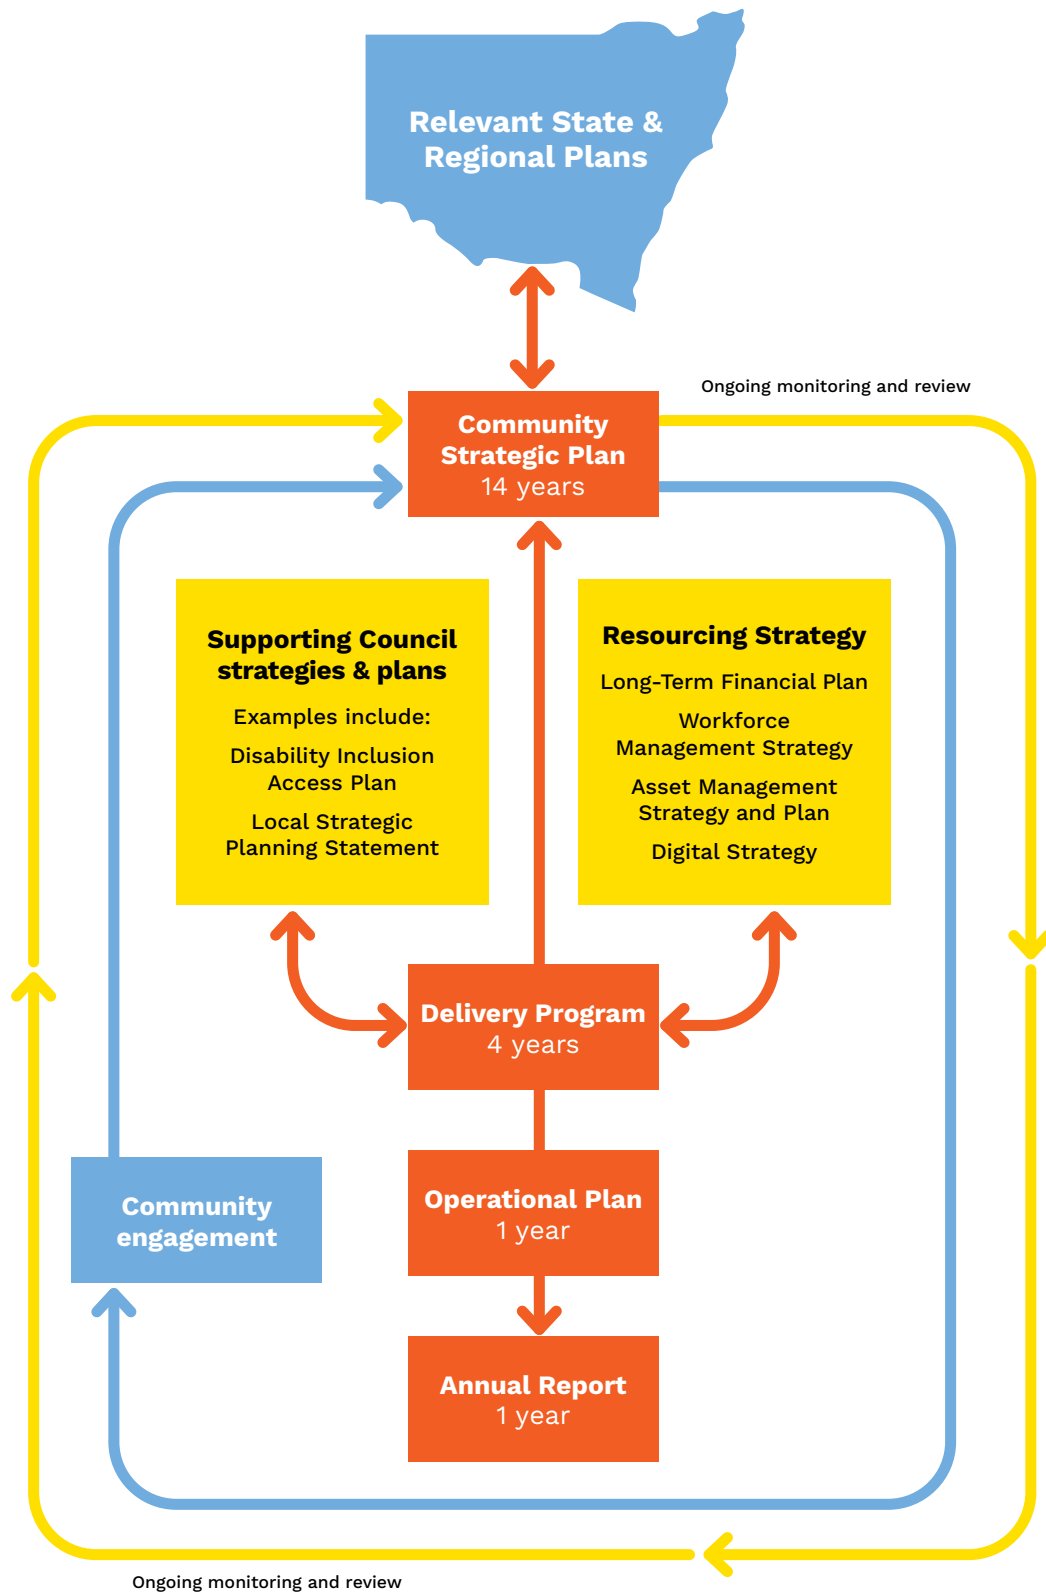 Relevant State &
Regional Plans
Ongoing monitoring and review
Community
Strategic Plan
14 years
Supporting Council
strategies & plans
Examples include:
Disability Inclusion
Access Plan
Local Strategic
Planning Statement
Resourcing Strategy
Long-Term Financial Plan
Workforce
Management Strategy
Asset Management
Strategy and Plan
Digital Strategy
Delivery Program
4 years
Community
engagement
Operational Plan
1 year
Annual Report
1 year
Ongoing monitoring and review